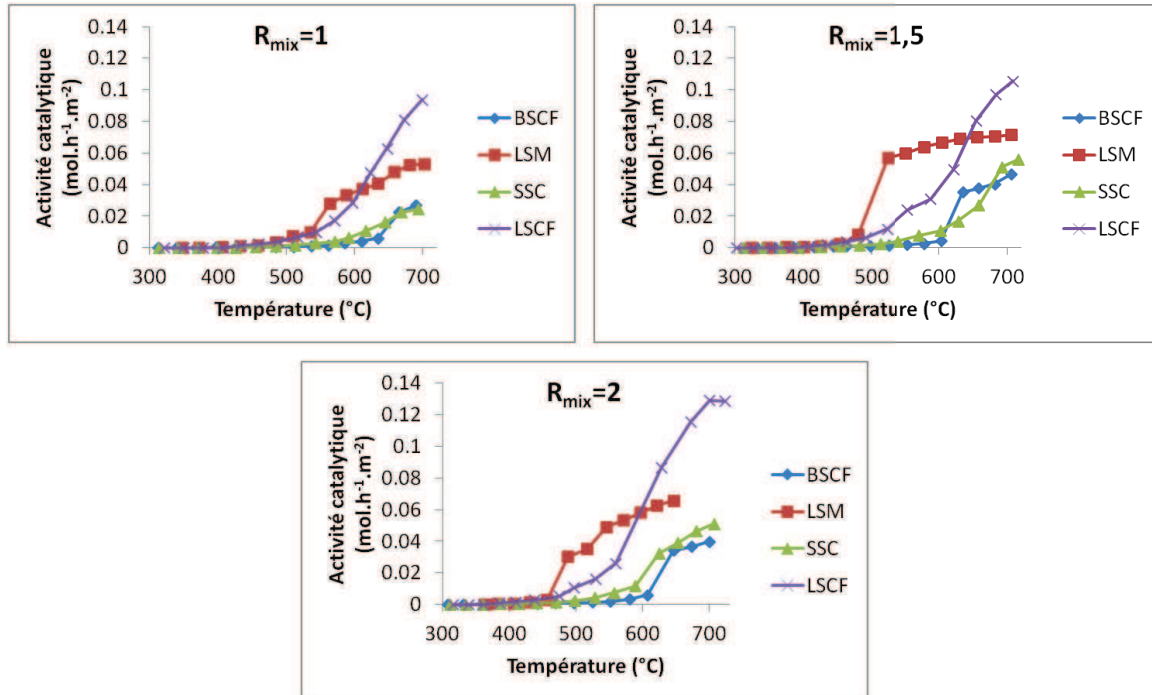 R_mix=1
Activité catalytique
(mol.h⁻¹.m⁻²)
0.14
0.12
0.1
0.08
0.06
0.04
0.02
0
300 400 500 600 700
Température (°C)
BSCF
LSM
SSC
LSCF
R_mix=1,5
Activité catalytique
(mol.h⁻¹.m⁻²)
0.14
0.12
0.1
0.08
0.06
0.04
0.02
0
300 400 500 600 700
Température (°C)
BSCF
LSM
SSC
LSCF
R_mix=2
Activité catalytique
(mol.h⁻¹.m⁻²)
0.14
0.12
0.1
0.08
0.06
0.04
0.02
0
300 400 500 600 700
Température (°C)
BSCF
LSM
SSC
LSCF